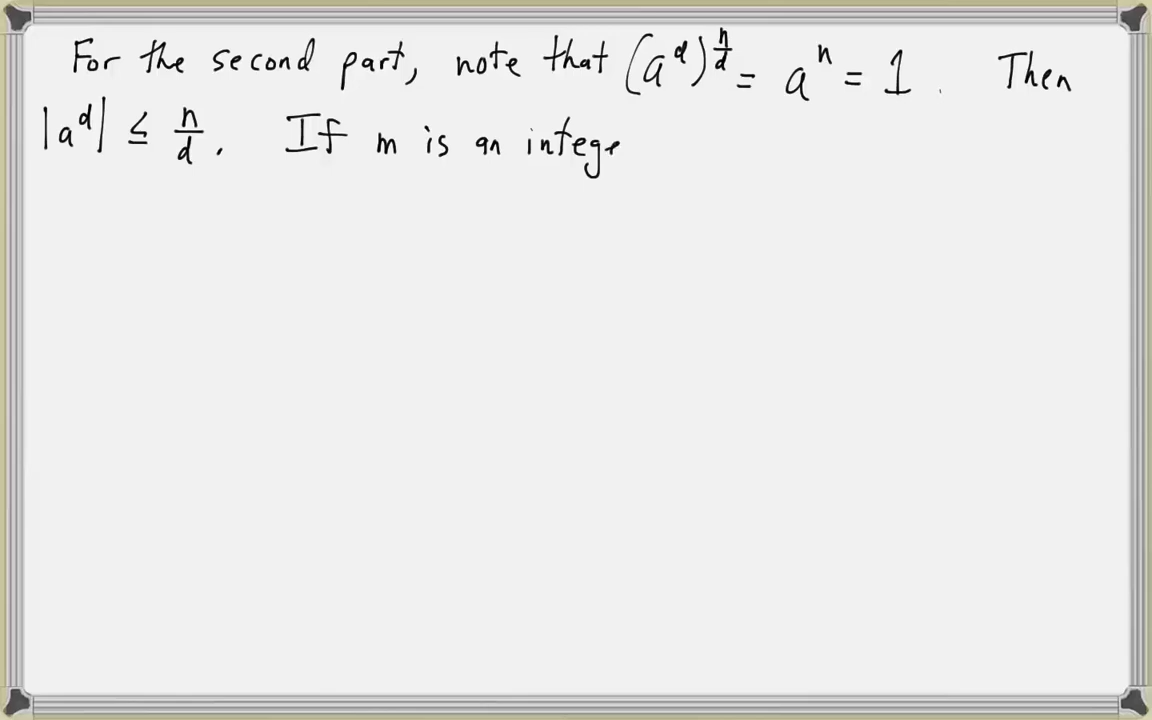 For the second part, note that (a^d)^{n/d} = a^n = 1. Then
|a^d| ≤ n/d. If m is an intege